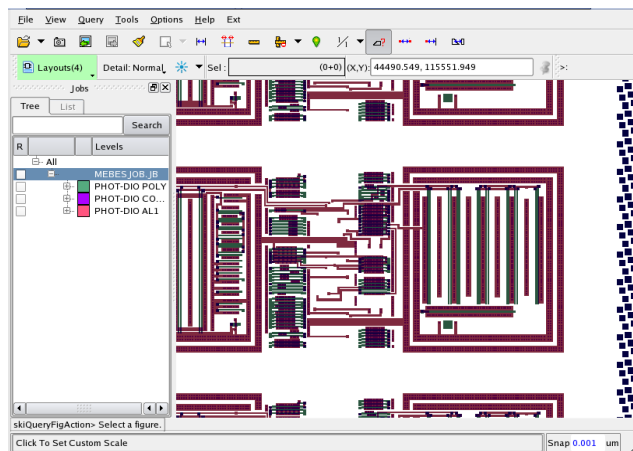 File View Query Tools Options Help Ext
Layouts(4) Detail: Normal Sel : (0+0) (X,Y): 44490.549, 115551.949 >:
Jobs
Tree List
Search
R Levels
All
MEBES JOB.JB
PHOT-DIO POLY
PHOT-DIO CO...
PHOT-DIO AL1
skiQueryFigAction> Select a figure.
Click To Set Custom Scale Snap 0.001 um